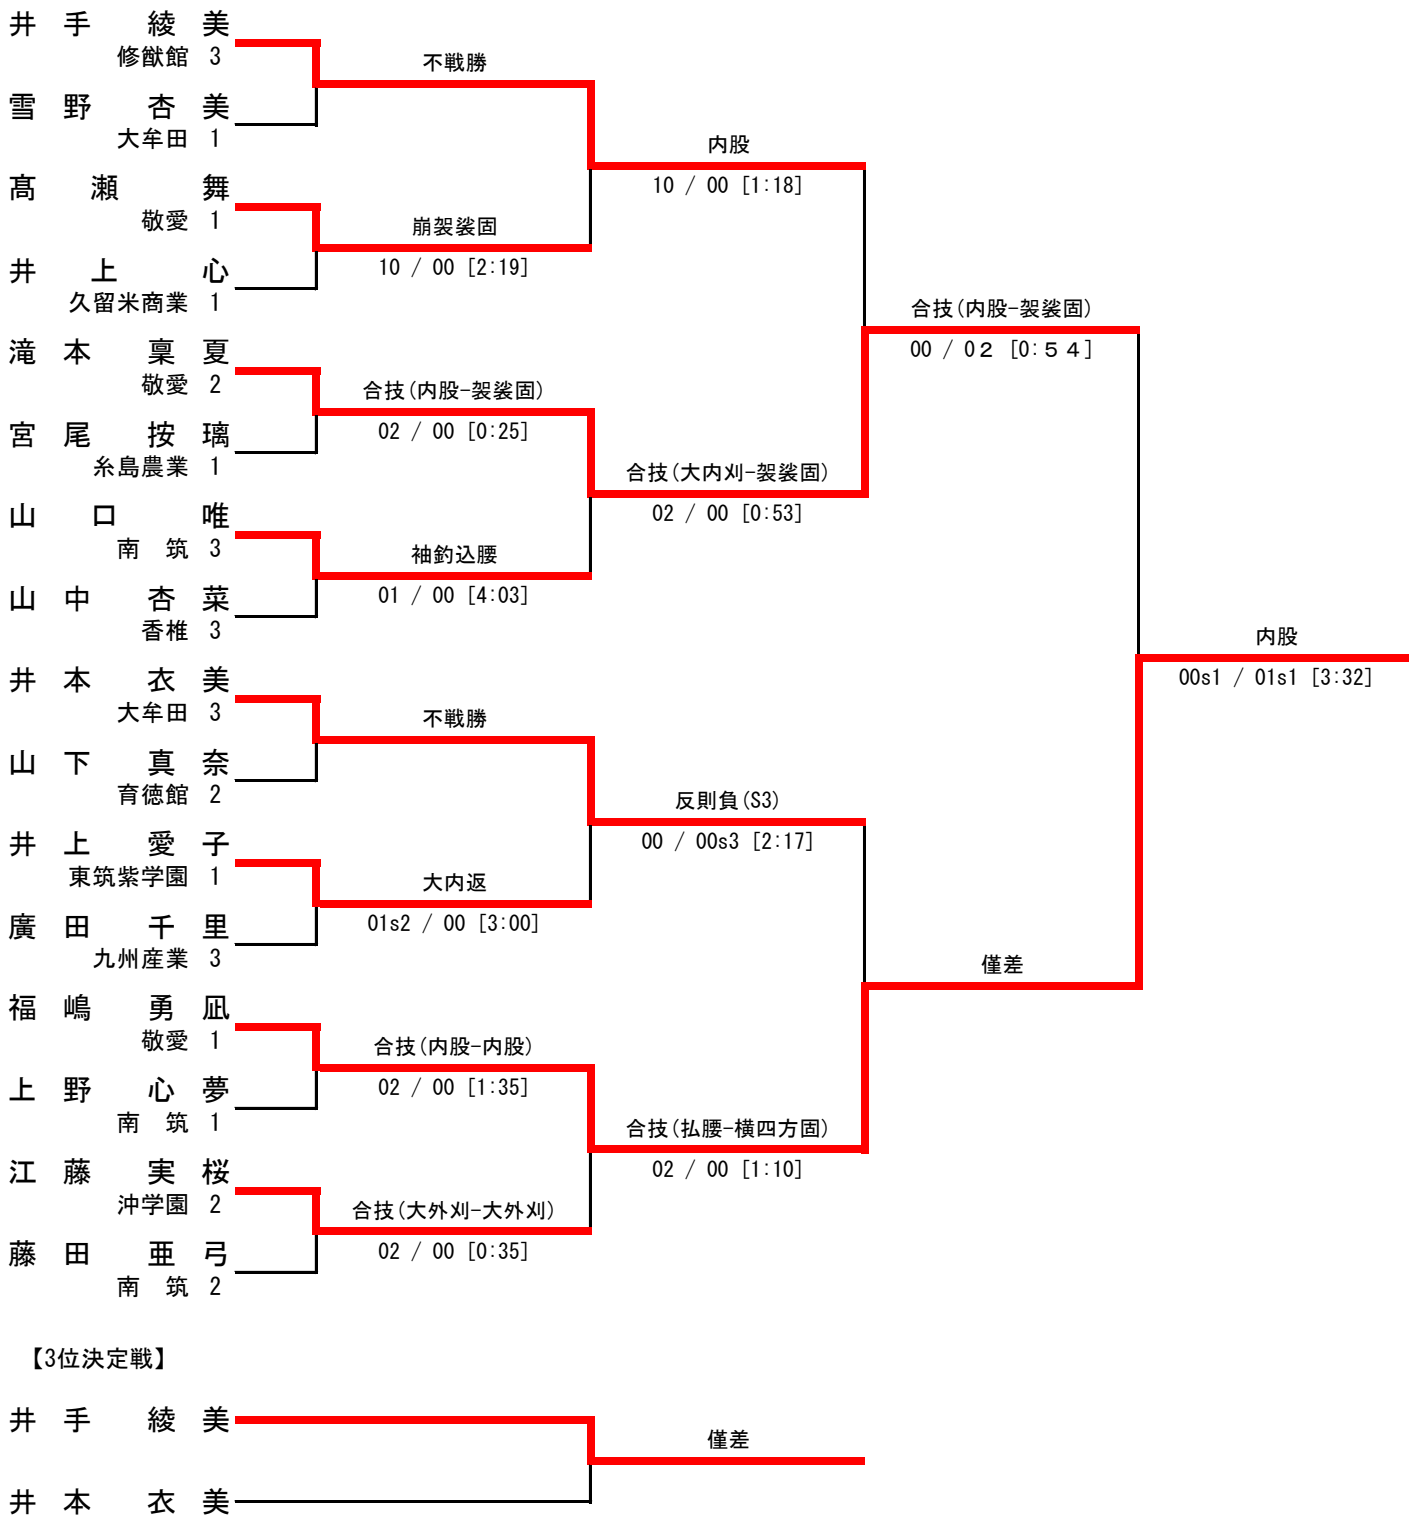 井手 綾美
修猷館 3
雪野 杏美
大牟田 1
髙瀬 舞
敬愛 1
井上 心
久留米商業 1
滝本 稟夏
敬愛 2
宮尾 按璃
糸島農業 1
山口 唯
南筑 3
山中 杏菜
香椎 3
井本 衣美
大牟田 3
山下 真奈
育徳館 2
井上 愛子
東筑紫学園 1
廣田 千里
九州産業 3
福嶋 勇凪
敬愛 1
上野 心夢
南筑 1
江藤 実桜
沖学園 2
藤田 亜弓
南筑 2
不戦勝
崩袈裟固
10 / 00 [2:19]
合技(内股-袈裟固)
02 / 00 [0:25]
袖釣込腰
01 / 00 [4:03]
不戦勝
大内返
01s2 / 00 [3:00]
合技(内股-内股)
02 / 00 [1:35]
合技(大外刈-大外刈)
02 / 00 [0:35]
内股
10 / 00 [1:18]
合技(大内刈-袈裟固)
02 / 00 [0:53]
反則負(S3)
00 / 00s3 [2:17]
合技(払腰-横四方固)
02 / 00 [1:10]
合技(内股-袈裟固)
00 / 0２ [0:５４]
僅差
内股
00s1 / 01s1 [3:32]
【3位決定戦】
井手 綾美
井本 衣美
僅差